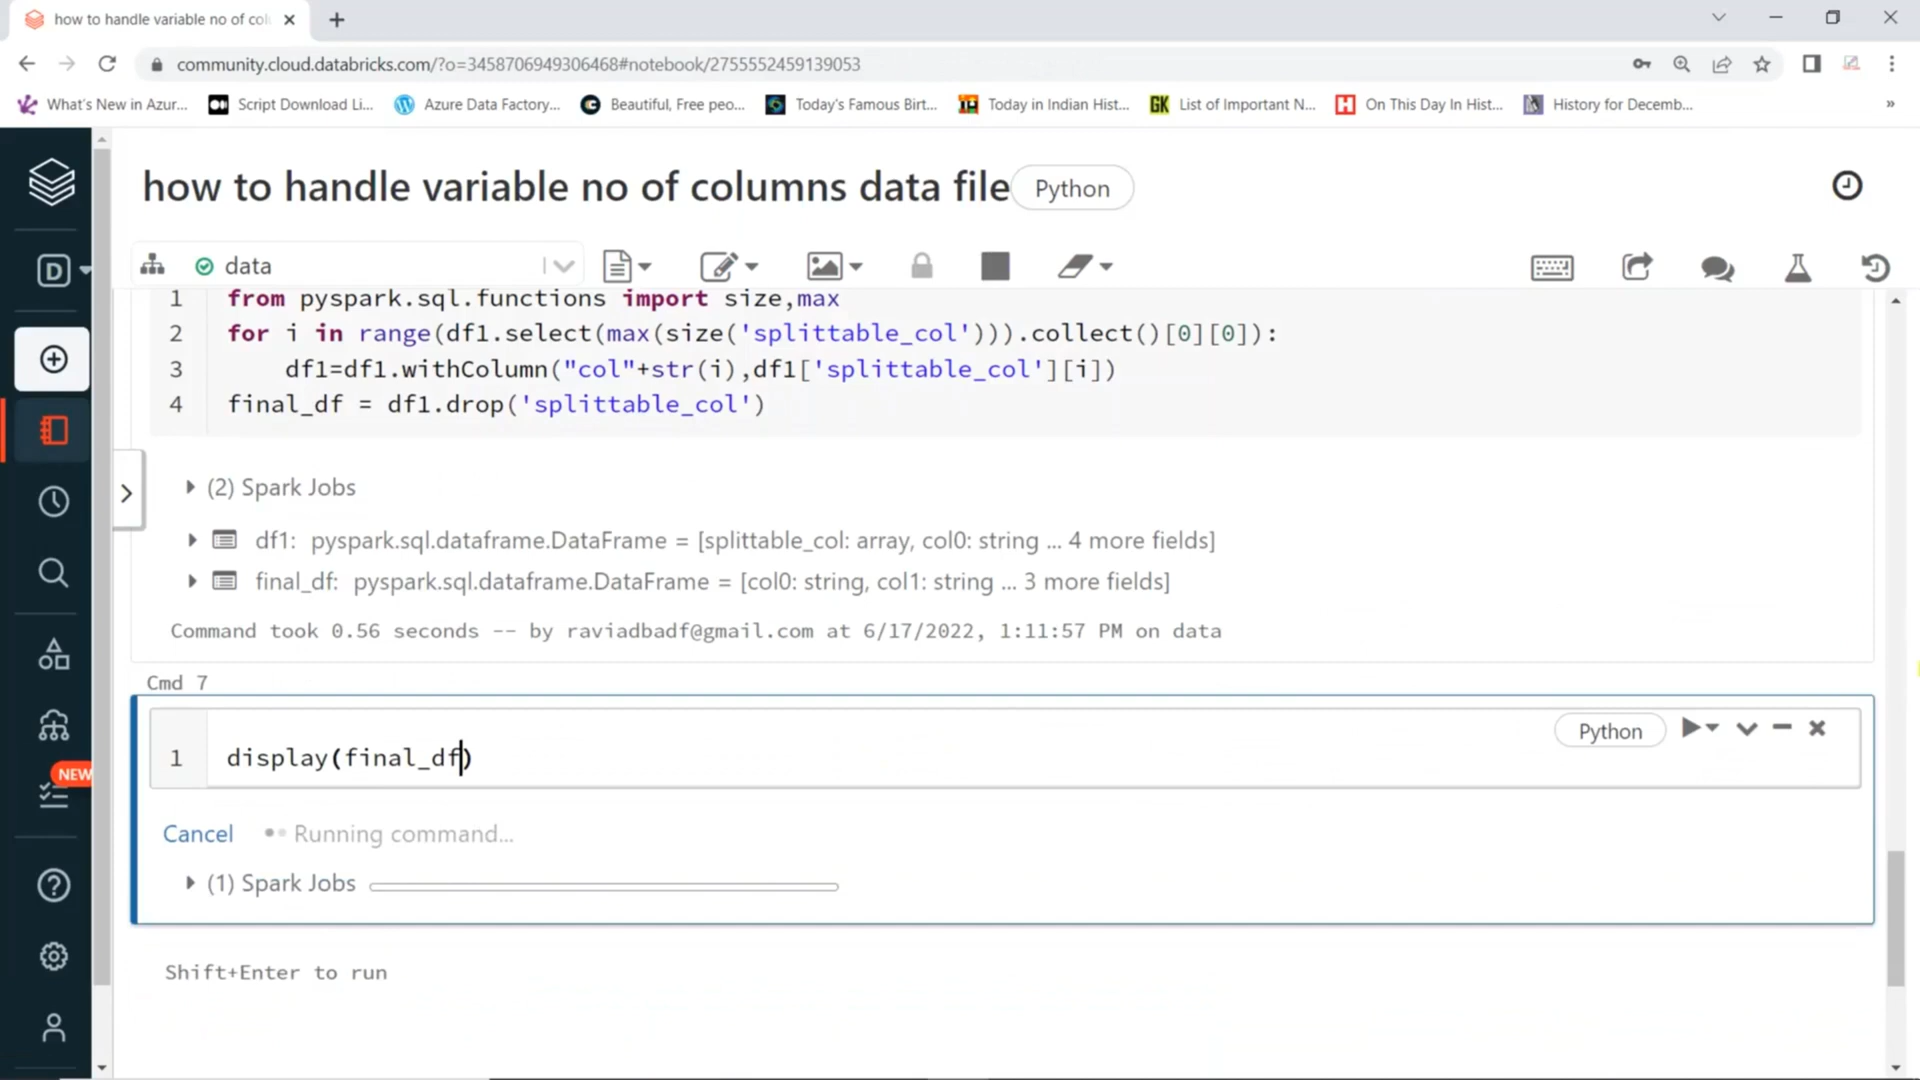 how to handle variable no of col
community.cloud.databricks.com/?o=3458706949306468#notebook/2755552459139053
What's New in Azur... Script Download Li... Azure Data Factory... Beautiful, Free peo... Today's Famous Birt... TH Today in Indian Hist... GK List of Important N... H On This Day In Hist... History for Decemb... »
how to handle variable no of columns data file Python
D
data
1 from pyspark.sql.functions import size,max
2 for i in range(df1.select(max(size('splittable_col'))).collect()[0][0]):
3 df1=df1.withColumn("col"+str(i),df1['splittable_col'][i])
4 final_df = df1.drop('splittable_col')
(2) Spark Jobs
df1: pyspark.sql.dataframe.DataFrame = [splittable_col: array, col0: string ... 4 more fields]
final_df: pyspark.sql.dataframe.DataFrame = [col0: string, col1: string ... 3 more fields]
Command took 0.56 seconds -- by raviadbadf@gmail.com at 6/17/2022, 1:11:57 PM on data
Cmd 7
Python
1 display(final_df)
NEW
Cancel Running command...
(1) Spark Jobs
Shift+Enter to run